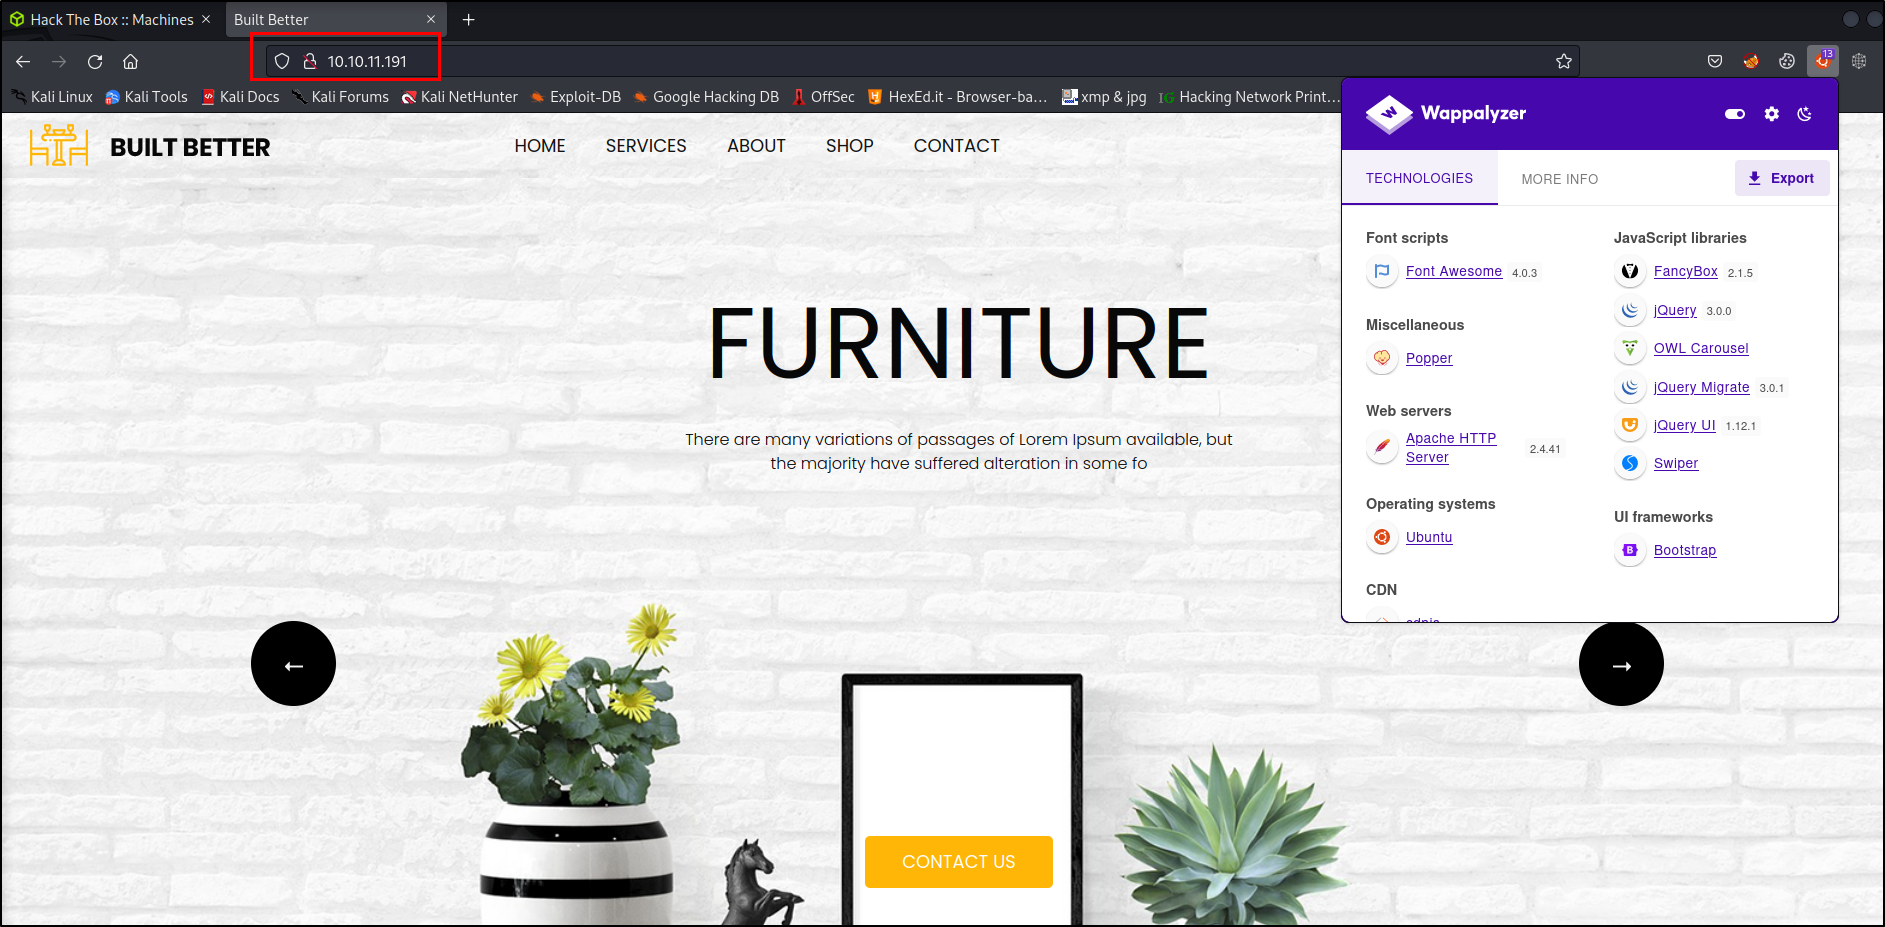 Hack The Box :: Machines
Built Better
10.10.11.191
13
Kali Linux
Kali Tools
Kali Docs
Kali Forums
Kali NetHunter
Exploit-DB
Google Hacking DB
OffSec
HexEd.it - Browser-ba…
xmp & jpg
Hacking Network Print…
BUILT BETTER
HOME
SERVICES
ABOUT
SHOP
CONTACT
FURNITURE
There are many variations of passages of Lorem Ipsum available, but
the majority have suffered alteration in some fo
CONTACT US
Wappalyzer
TECHNOLOGIES
MORE INFO
Export
Font scripts
Font Awesome 4.0.3
Miscellaneous
Popper
Web servers
Apache HTTP
Server 2.4.41
Operating systems
Ubuntu
CDN
JavaScript libraries
FancyBox 2.1.5
jQuery 3.0.0
OWL Carousel
jQuery Migrate 3.0.1
jQuery UI 1.12.1
Swiper
UI frameworks
Bootstrap